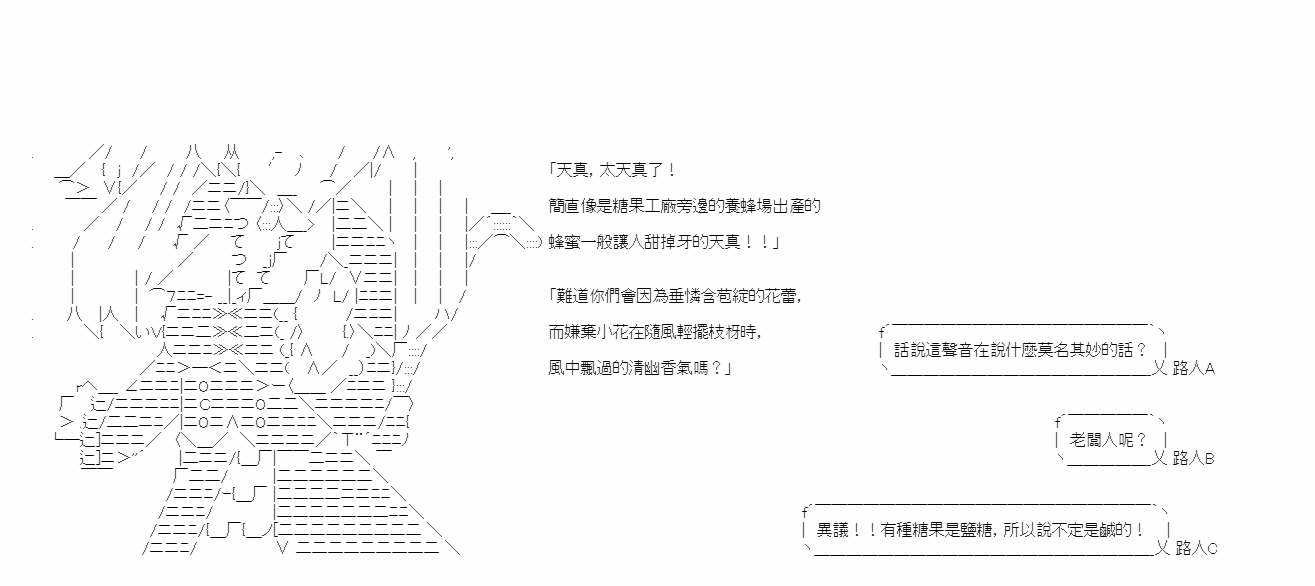 「天真，太天真了！
簡直像是糖果工廠旁邊的養蜂場出產的
蜂蜜一般讓人甜掉牙的天真！！」
「難道你們會因為垂憐含苞綻的花蕾，
而嫌棄小花在隨風輕擺枝枒時，
風中飄過的清幽香氣嗎？」
話說這聲音在說什麼莫名其妙的話？
路人A
老闆人呢？
路人B
異議！！有種糖果是鹽糖，所以說不定是鹹的！
路人C